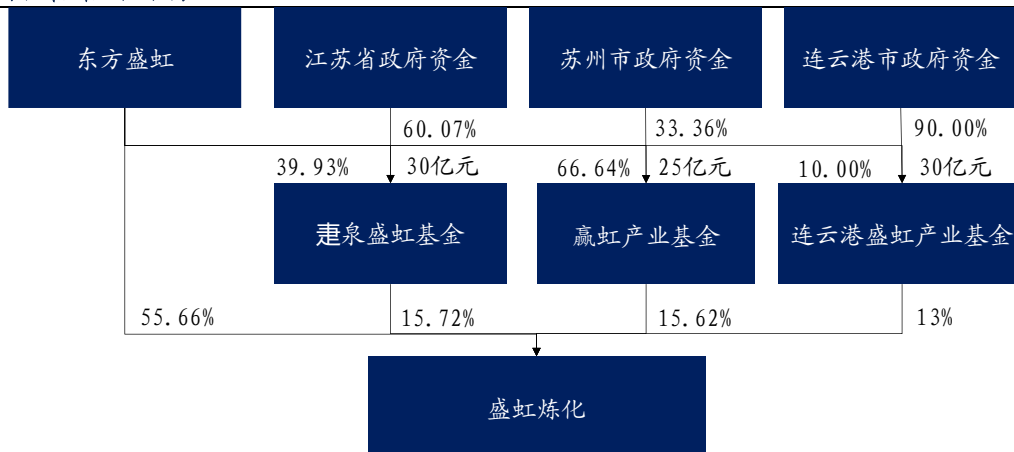 东方盛虹
江苏省政府资金
苏州市政府资金
连云港市政府资金
60.07%
33.36%
90.00%
39.93%
30亿元
66.64%
25亿元
10.00%
30亿元
疌泉盛虹基金
赢虹产业基金
连云港盛虹产业基金
55.66%
15.72%
15.62%
13%
盛虹炼化